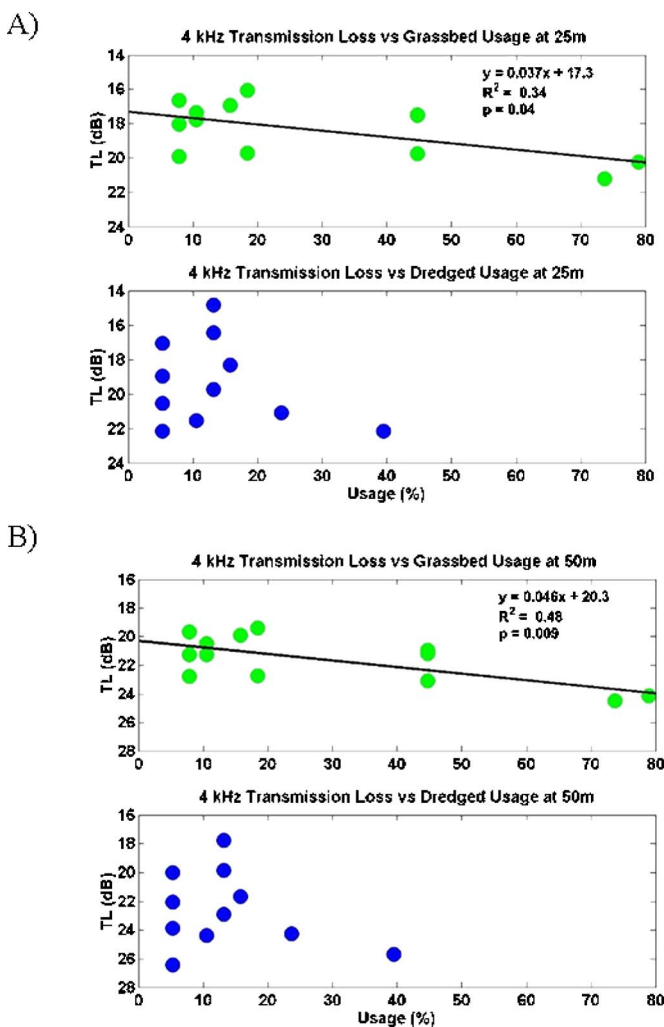 A)
4 kHz Transmission Loss vs Grassbed Usage at 25m
y = 0.037x + 17.3
R² = 0.34
p = 0.04
TL (dB)
14
16
18
20
22
24
0 10 20 30 40 50 60 70 80
4 kHz Transmission Loss vs Dredged Usage at 25m
TL (dB)
14
16
18
20
22
24
0 10 20 30 40 50 60 70 80
Usage (%)
B)
4 kHz Transmission Loss vs Grassbed Usage at 50m
y = 0.046x + 20.3
R² = 0.48
p = 0.009
TL (dB)
16
18
20
22
24
26
28
0 10 20 30 40 50 60 70 80
4 kHz Transmission Loss vs Dredged Usage at 50m
TL (dB)
16
18
20
22
24
26
28
0 10 20 30 40 50 60 70 80
Usage (%)